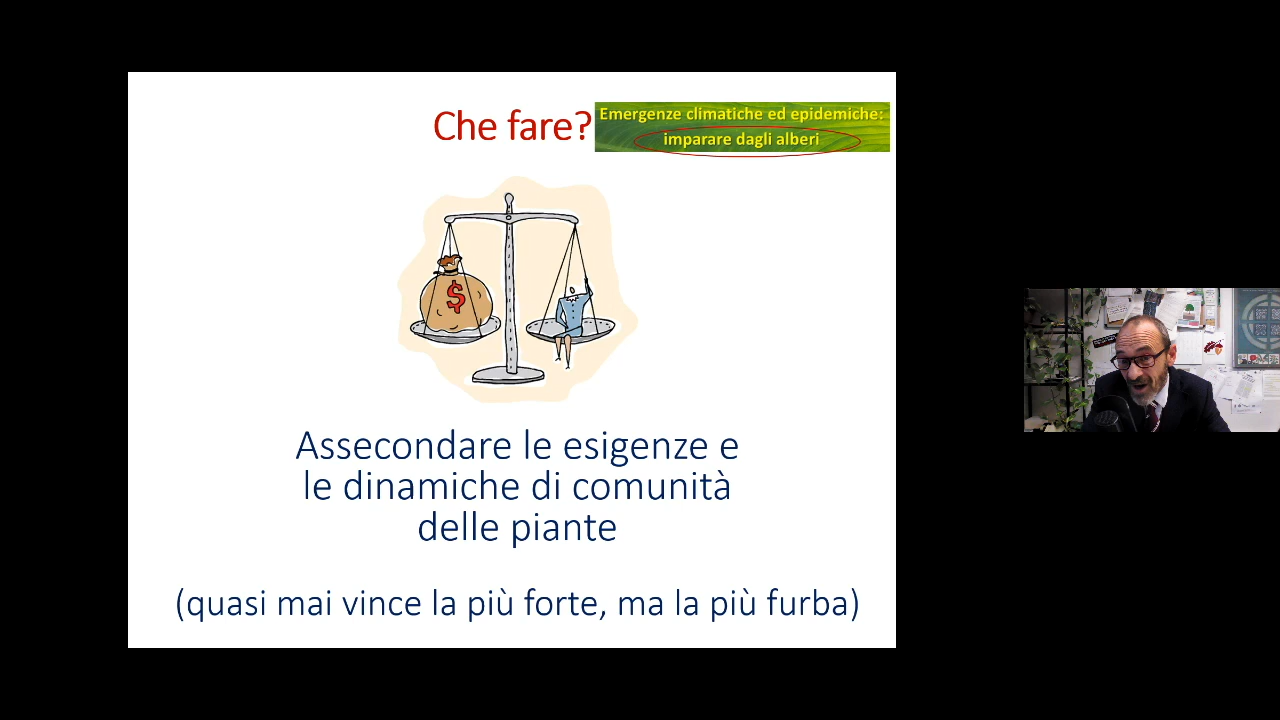 Che fare?
Emergenze climatiche ed epidemiche:
imparare dagli alberi
$
Assecondare le esigenze e
le dinamiche di comunità
delle piante
(quasi mai vince la più forte, ma la più furba)